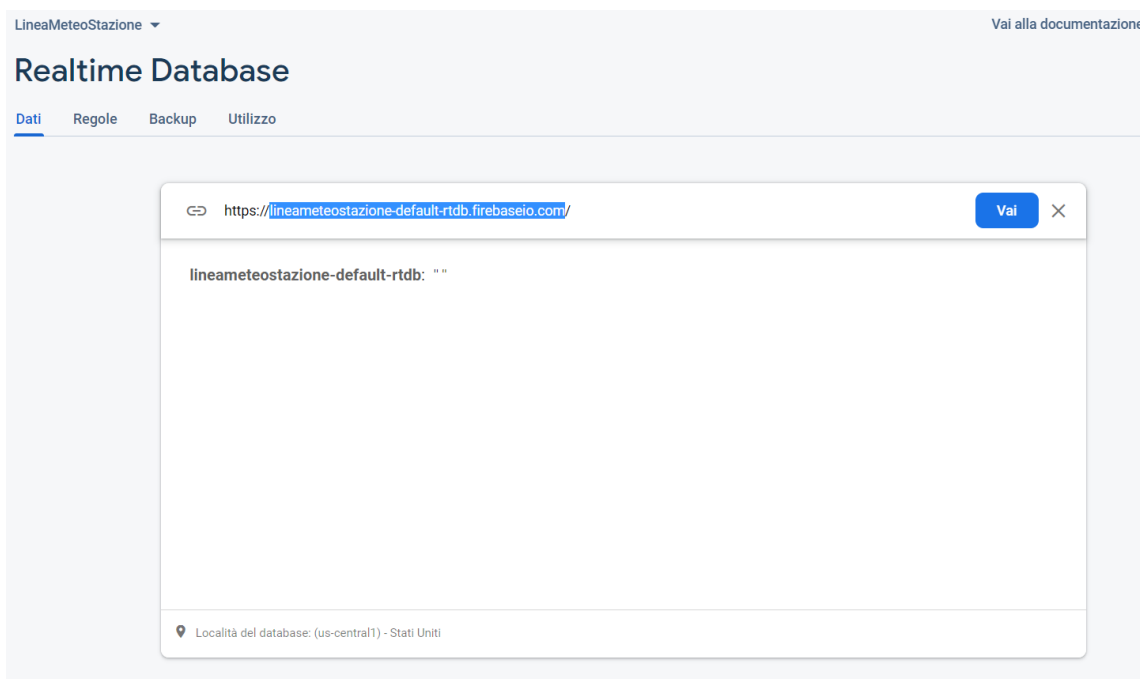 LineaMeteoStazione
Vai alla documentazione
Realtime Database
Dati Regole Backup Utilizzo
https://lineameteostazione-default-rtdb.firebaseio.com/
Vai
lineameteostazione-default-rtdb: " "
Località del database: (us-central1) - Stati Uniti